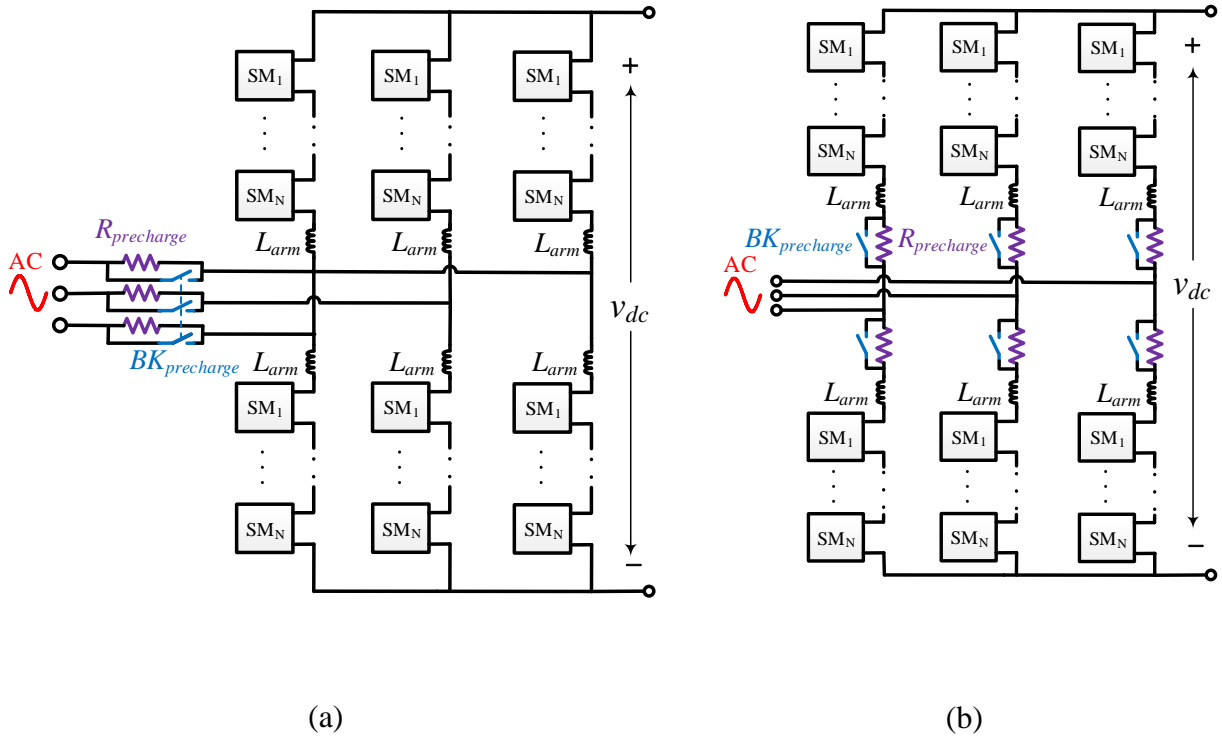 SM1 SM1 SM1
SMN SMN SMN
Rprecharge
Larm Larm Larm
AC
BKprecharge
vdc
+
−
Larm Larm Larm
SM1 SM1 SM1
SMN SMN SMN
(a)
SM1 SM1 SM1
SMN SMN SMN
Larm Larm Larm
BKprecharge Rprecharge
AC
vdc
+
−
Larm Larm Larm
SM1 SM1 SM1
SMN SMN SMN
(b)